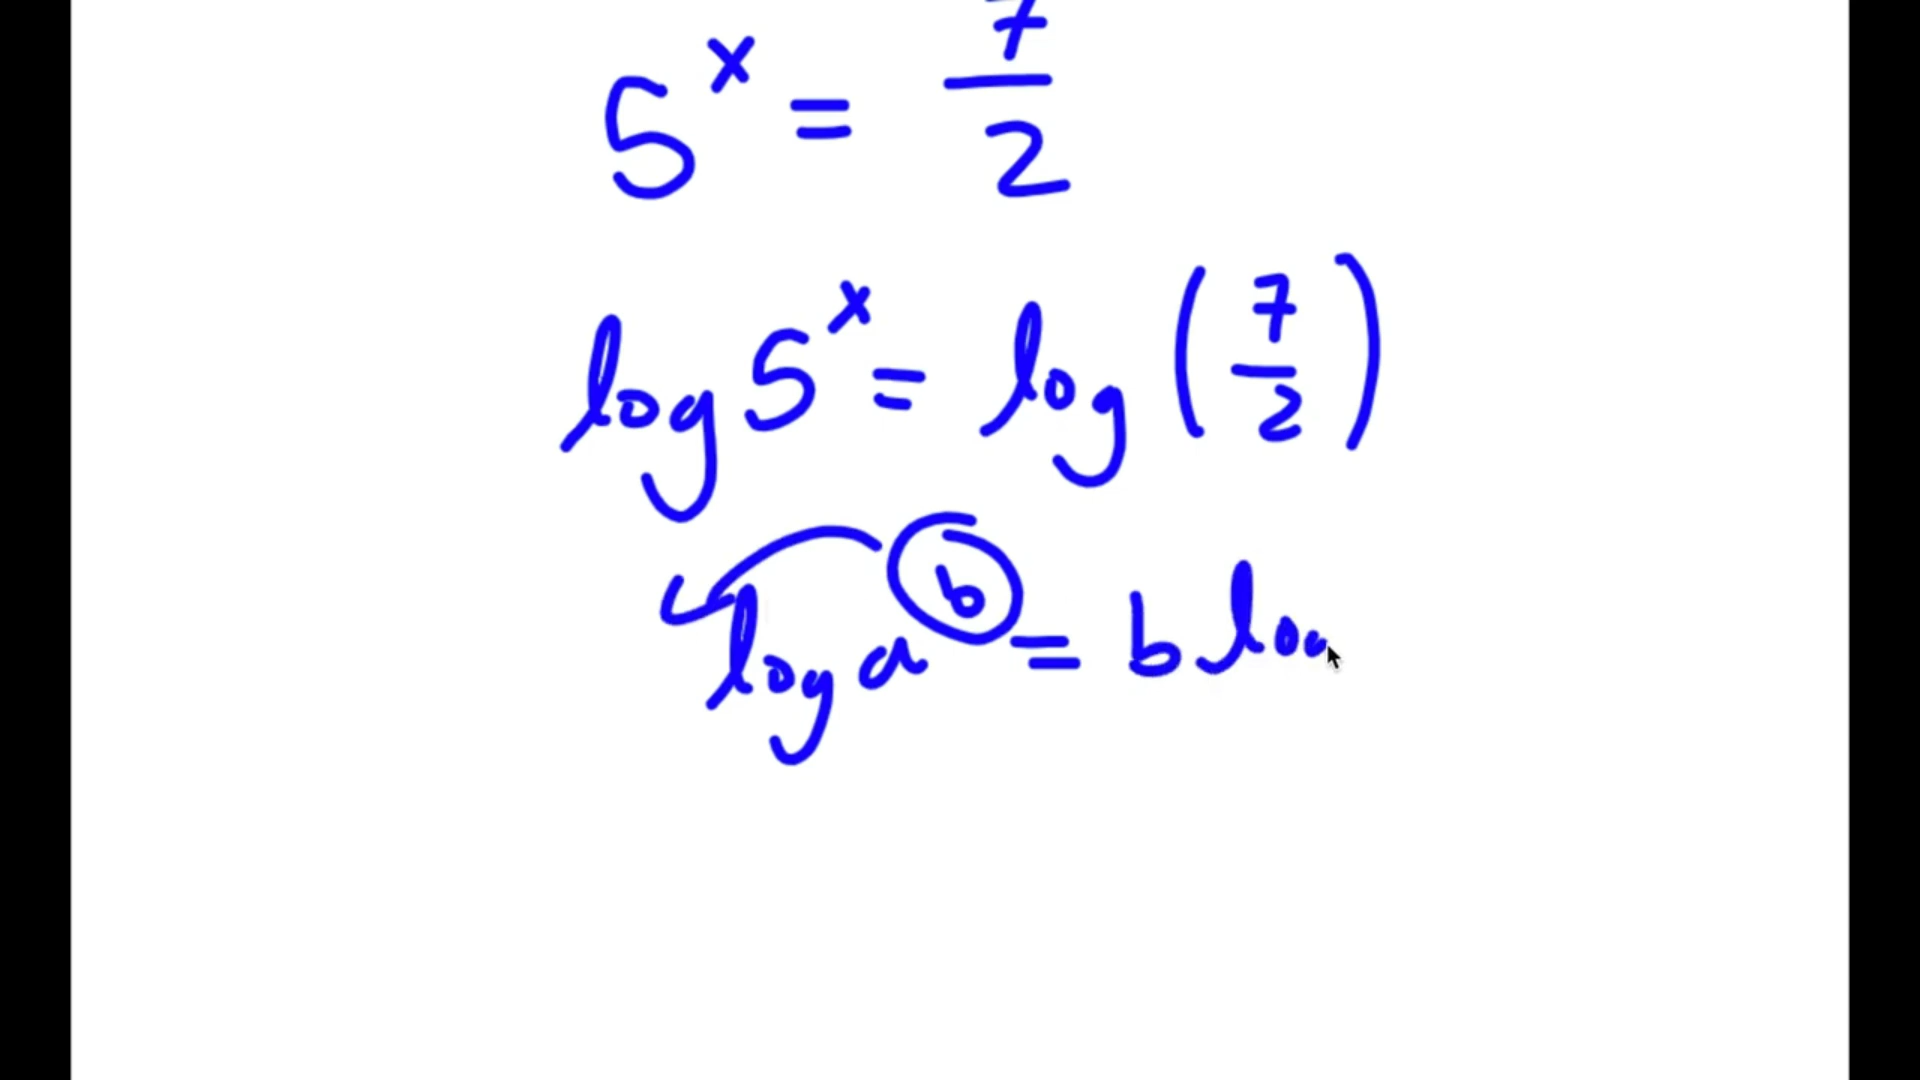 5^x = 7/2
log 5^x = log (7/2)
log a^b = b log